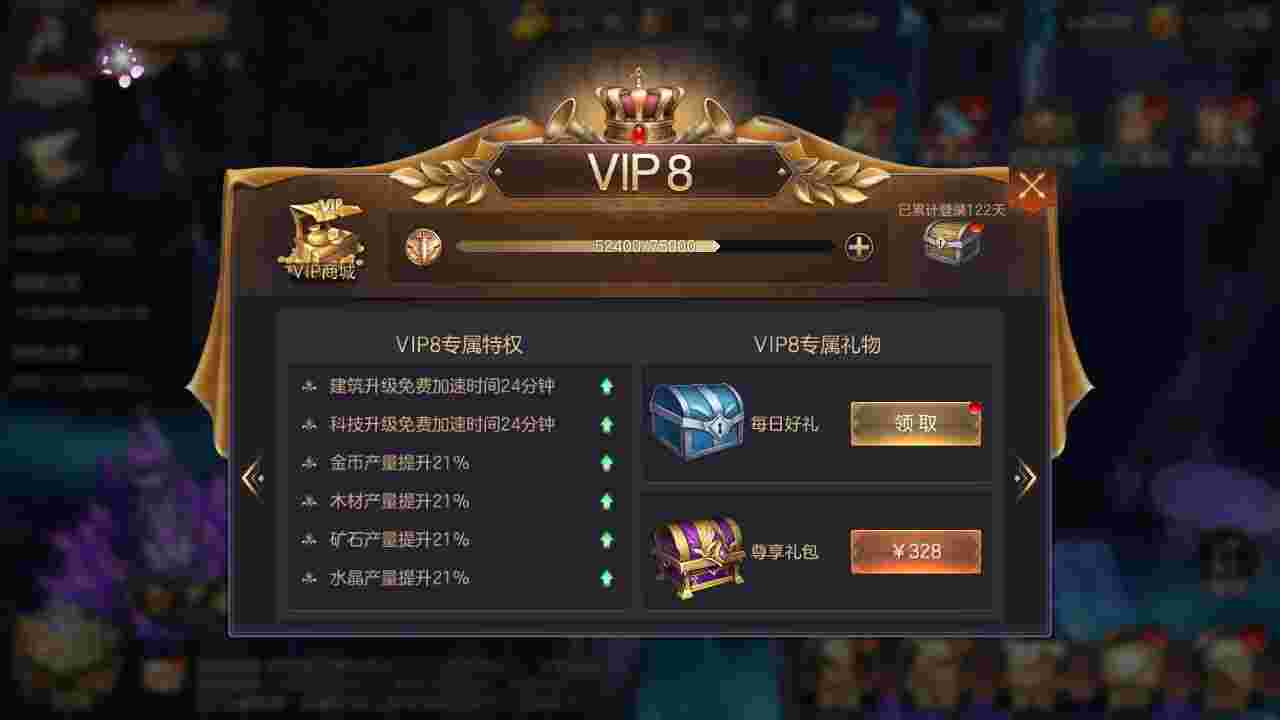 VIP 8
已累计登录122天
VIP
VIP商城
52400/75000
VIP8专属特权
VIP8专属礼物
建筑升级免费加速时间24分钟
科技升级免费加速时间24分钟
金币产量提升21%
木材产量提升21%
矿石产量提升21%
水晶产量提升21%
每日好礼
领取
尊享礼包
¥328